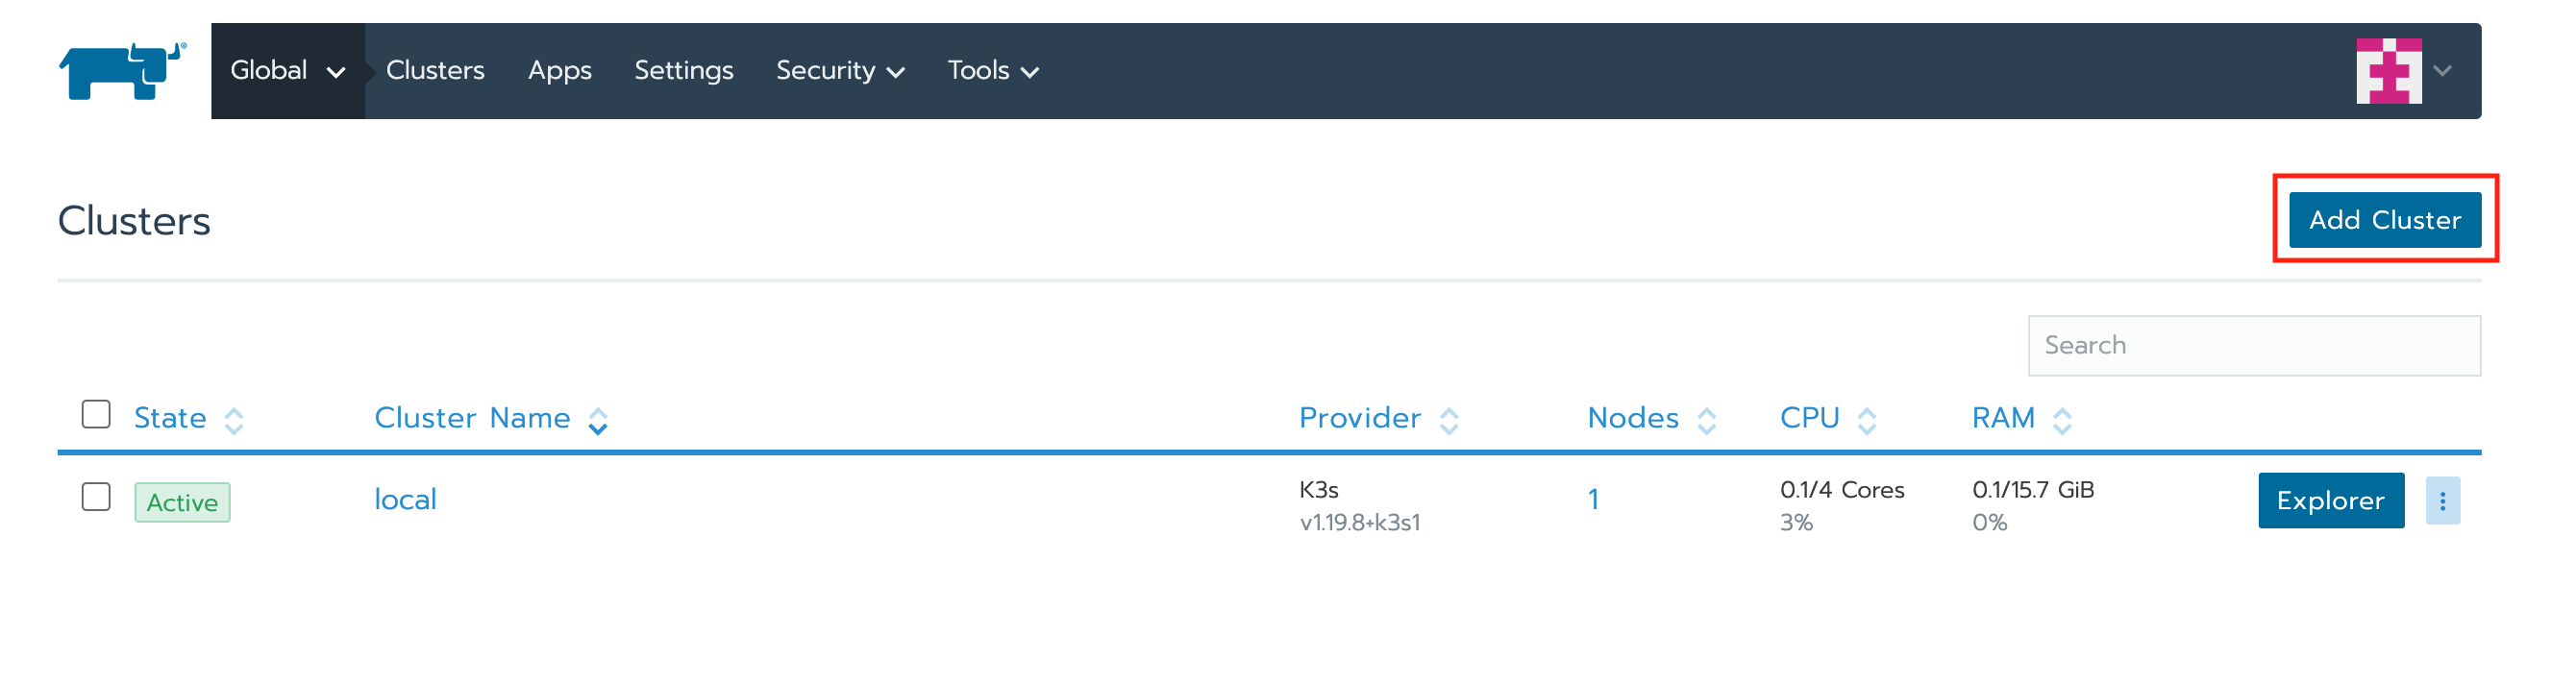 Global Clusters Apps Settings Security Tools
Clusters
Add Cluster
Search
State Cluster Name Provider Nodes CPU RAM
Active local K3s 1 0.1/4 Cores 0.1/15.7 GiB Explorer
v1.19.8+k3s1 3% 0%